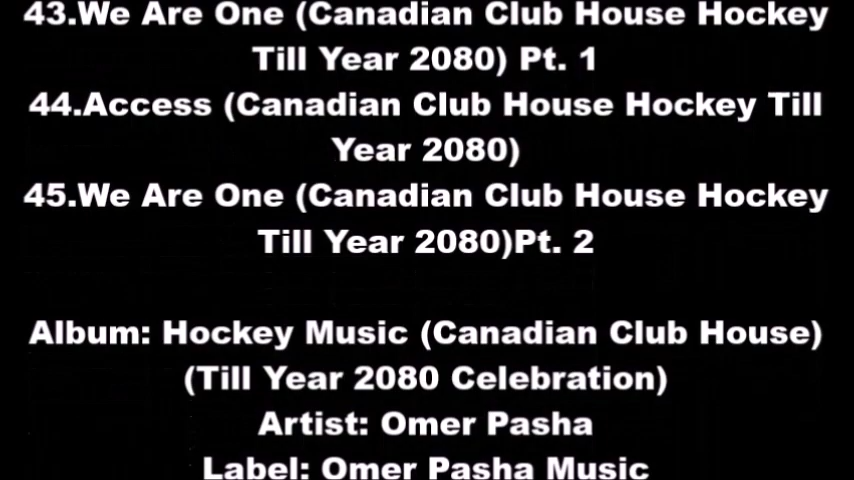 43.We Are One (Canadian Club House Hockey
Till Year 2080) Pt. 1
44.Access (Canadian Club House Hockey Till
Year 2080)
45.We Are One (Canadian Club House Hockey
Till Year 2080)Pt. 2
Album: Hockey Music (Canadian Club House)
(Till Year 2080 Celebration)
Artist: Omer Pasha
Label: Omer Pasha Music